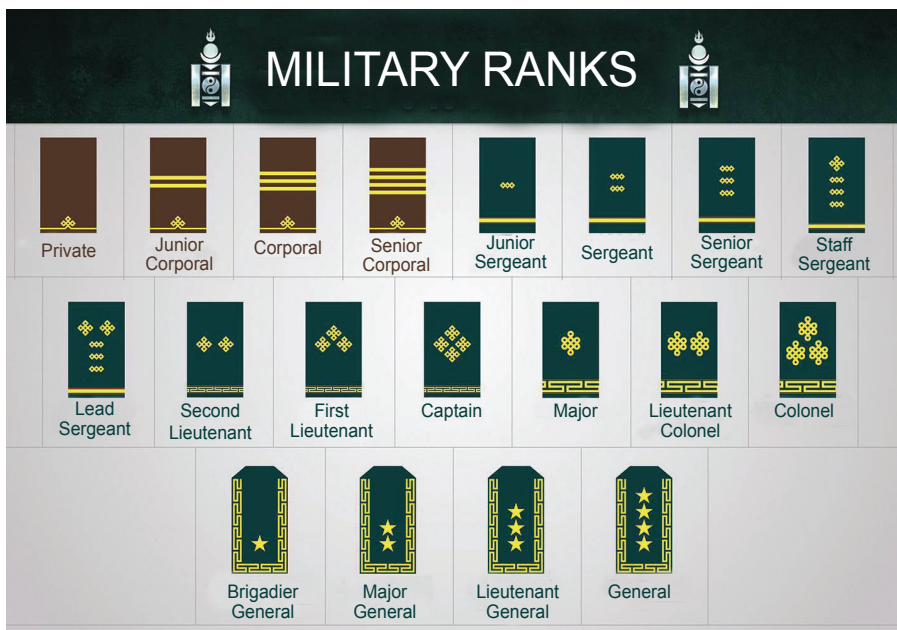 MILITARY RANKS
Private
Junior
Corporal
Corporal
Senior
Corporal
Junior
Sergeant
Sergeant
Senior
Sergeant
Staff
Sergeant
Lead
Sergeant
Second
Lieutenant
First
Lieutenant
Captain
Major
Lieutenant
Colonel
Colonel
Brigadier
General
Major
General
Lieutenant
General
General